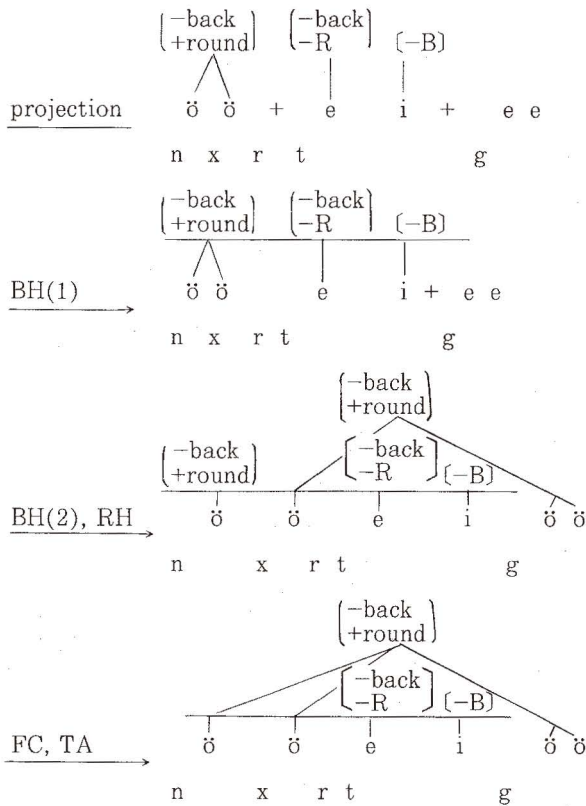 (-back (-back
+round) -R) (-B)
projection ö ö + e i + e e
n x r t g
(-back (-back
+round) -R) (-B)
BH(1) ö ö e i + e e
n x r t g
(-back
+round)
(-back [-back
+round) -R] (-B)
BH(2), RH ö ö e i ö ö
n x r t g
(-back
+round)
[-back
-R] (-B)
FC, TA ö ö e i ö ö
n x r t g